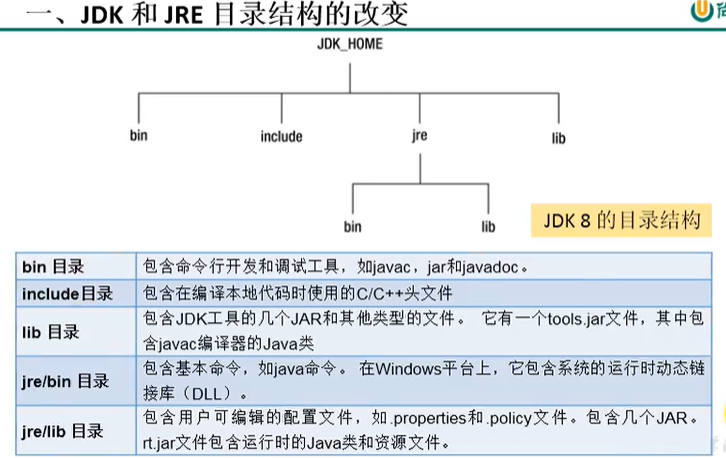 一、JDK 和 JRE 目录结构的改变
JDK_HOME
bin
include
jre
lib
bin
lib
JDK 8 的目录结构
bin 目录
包含命令行开发和调试工具，如javac，jar和javadoc。
include目录
包含在编译本地代码时使用的C/C++头文件
lib 目录
包含JDK工具的几个JAR和其他类型的文件。 它有一个tools.jar文件，其中包
含javac编译器的Java类
jre/bin 目录
包含基本命令，如java命令。 在Windows平台上，它包含系统的运行时动态链
接库（DLL）。
jre/lib 目录
包含用户可编辑的配置文件，如.properties和.policy文件。包含几个JAR。
rt.jar文件包含运行时的Java类和资源文件。